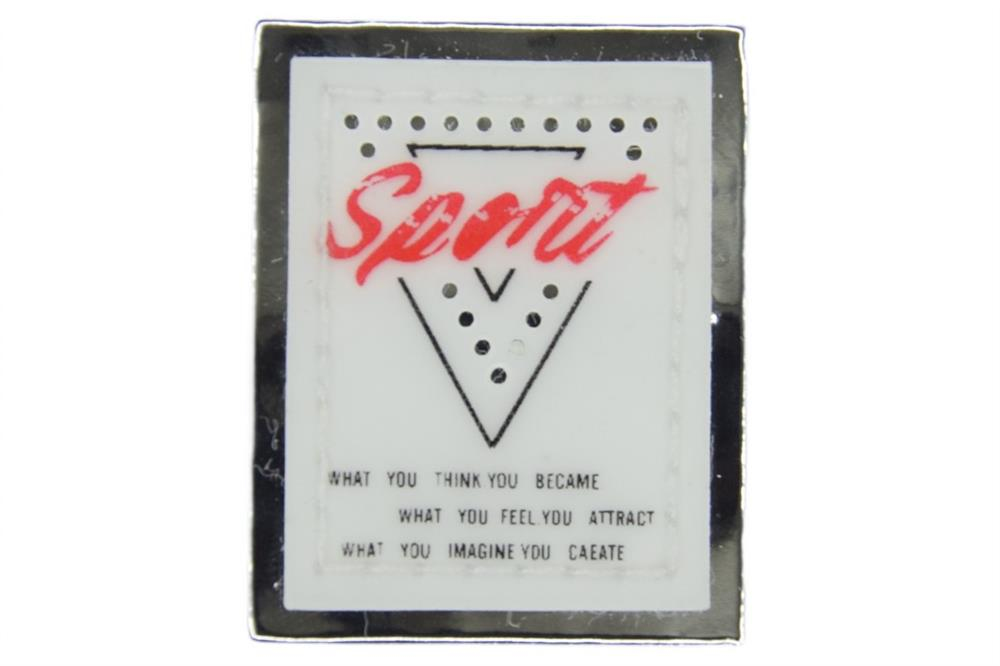 Sport
WHAT YOU THINK YOU BECAME
WHAT YOU FEEL.YOU ATTRACT
WHAT YOU IMAGINE YOU CAEATE